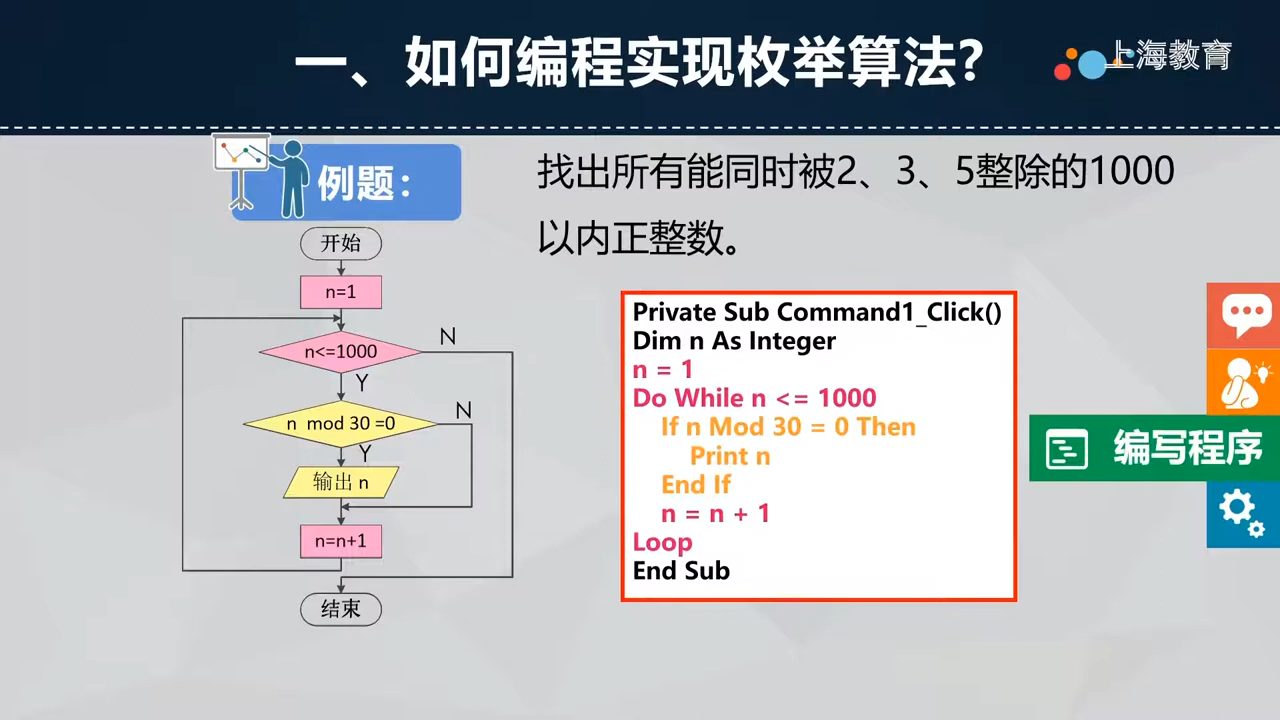 一、如何编程实现枚举算法?
上海教育
例题：
找出所有能同时被2、3、5整除的1000
以内正整数。
开始
n=1
n<=1000
N
Y
n mod 30 =0
N
Y
输出 n
n=n+1
结束
Private Sub Command1_Click()
Dim n As Integer
n = 1
Do While n <= 1000
If n Mod 30 = 0 Then
Print n
End If
n = n + 1
Loop
End Sub
编写程序